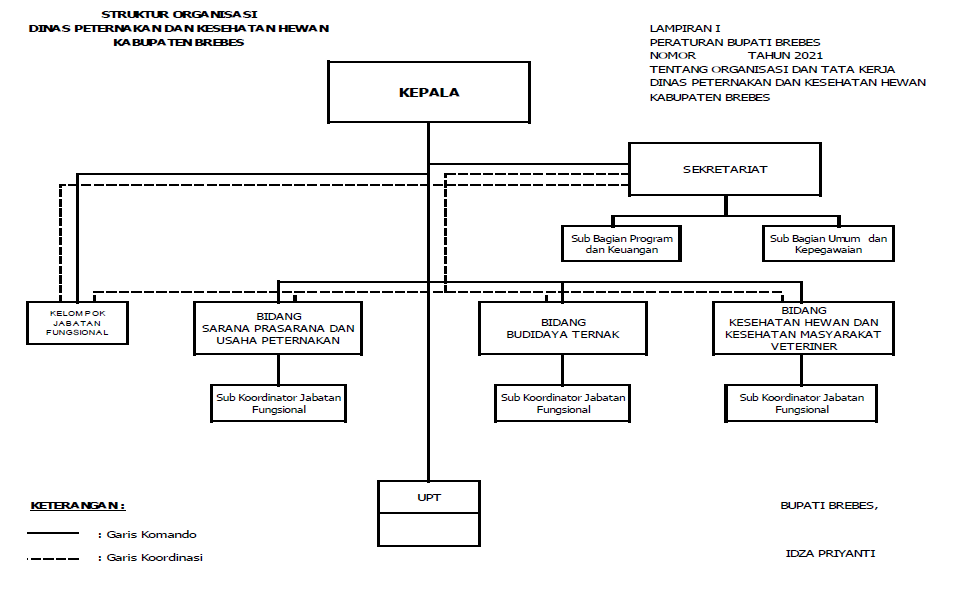 STRUKTUR ORGANISASI
DINAS PETERNAKAN DAN KESEHATAN HEWAN
KABUPATEN BREBES
LAMPIRAN I
PERATURAN BUPATI BREBES
NOMOR TAHUN 2021
TENTANG ORGANISASI DAN TATA KERJA
DINAS PETERNAKAN DAN KESEHATAN HEWAN
KABUPATEN BREBES
KEPALA
SEKRETARIAT
Sub Bagian Program
dan Keuangan
Sub Bagian Umum dan
Kepegawaian
KELOMPOK
JABATAN
FUNGSIONAL
BIDANG
SARANA PRASARANA DAN
USAHA PETERNAKAN
BIDANG
BUDIDAYA TERNAK
BIDANG
KESEHATAN HEWAN DAN
KESEHATAN MASYARAKAT
VETERINER
Sub Koordinator Jabatan
Fungsional
Sub Koordinator Jabatan
Fungsional
Sub Koordinator Jabatan
Fungsional
UPT
KETERANGAN :
: Garis Komando
: Garis Koordinasi
BUPATI BREBES,
IDZA PRIYANTI